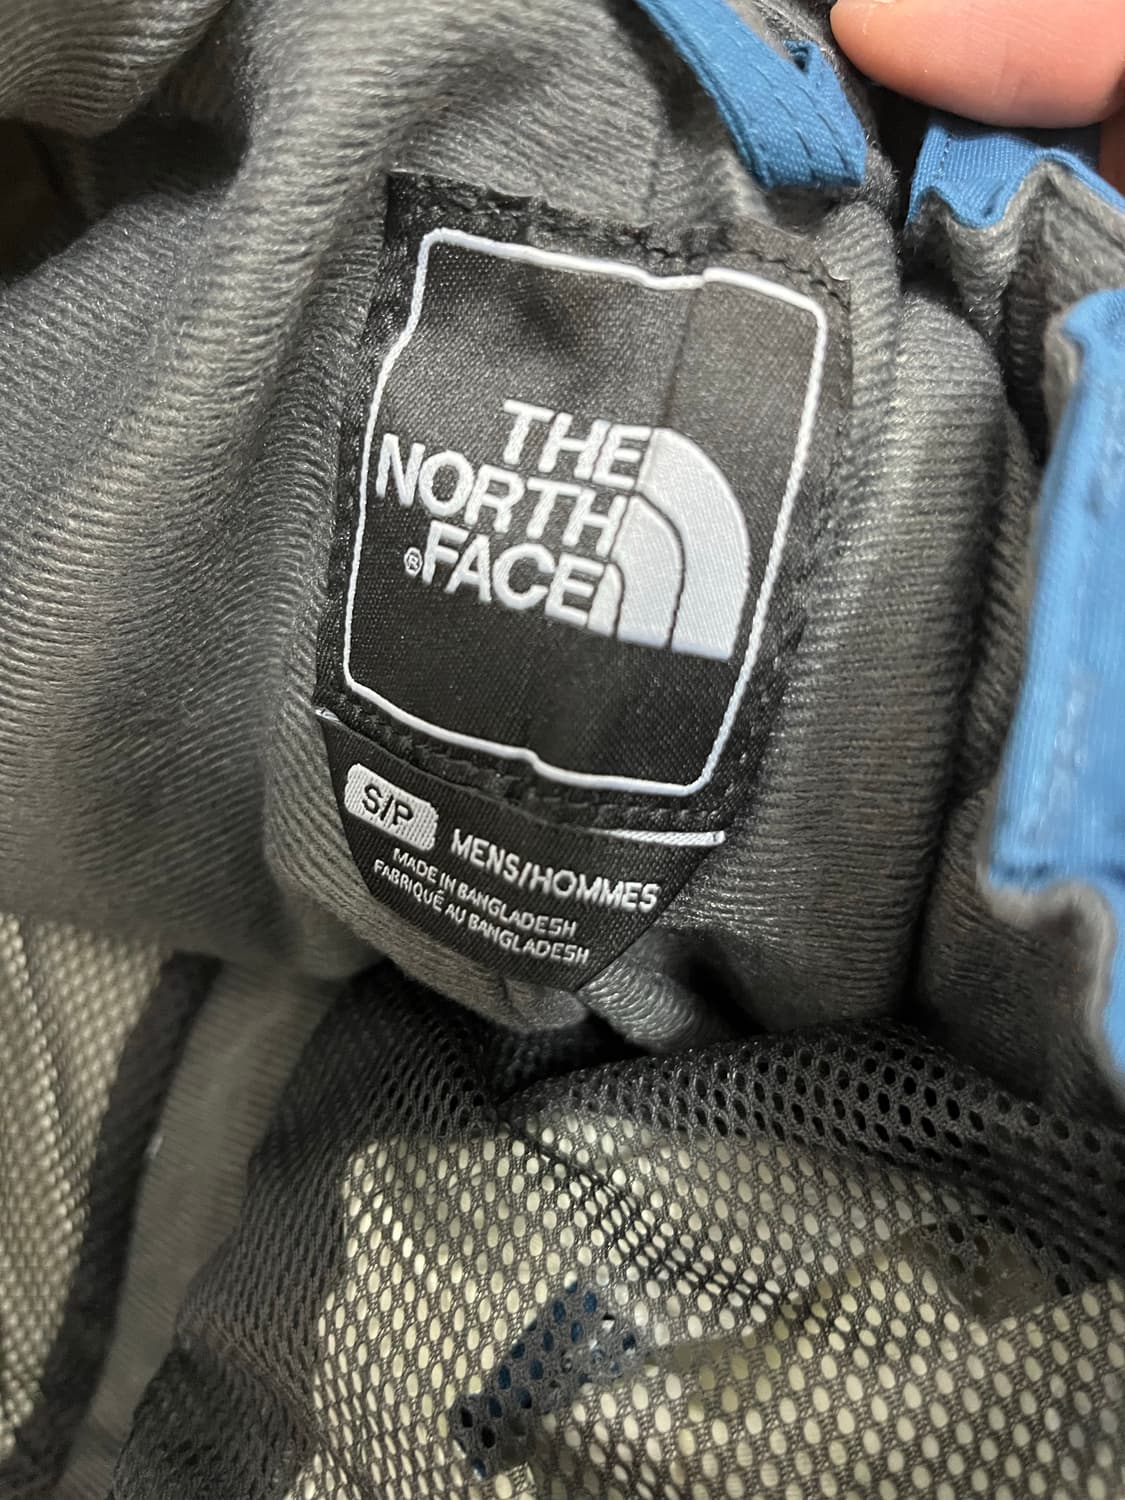 THE
NORTH
FACE®
S/P MENS/HOMMES
MADE IN BANGLADESH
FABRIQUÉ AU BANGLADESH